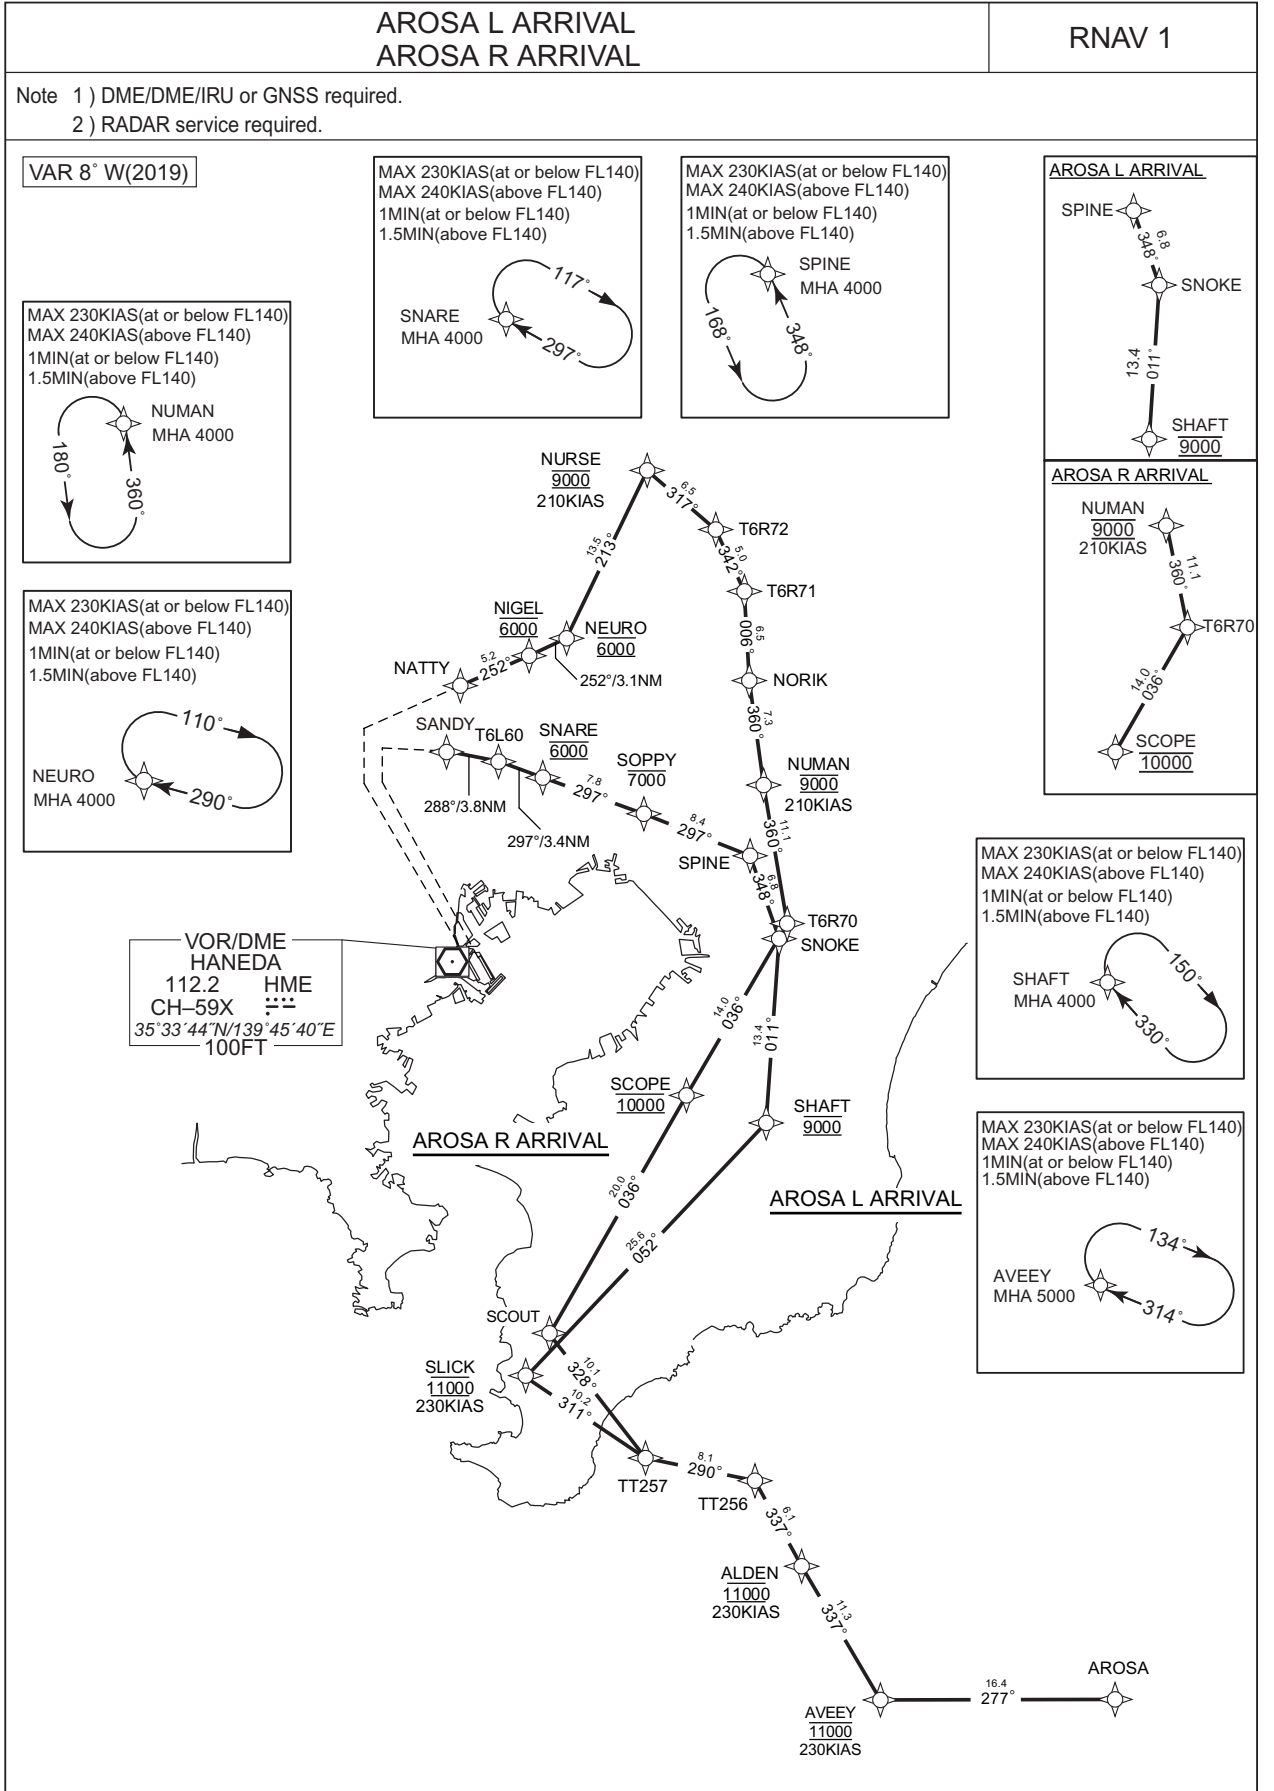 AROSA L ARRIVAL
AROSA R ARRIVAL
RNAV 1
Note 1 ) DME/DME/IRU or GNSS required.
2 ) RADAR service required.
VAR 8° W(2019)
MAX 230KIAS(at or below FL140)
MAX 240KIAS(above FL140)
1MIN(at or below FL140)
1.5MIN(above FL140)
117°
SNARE
MHA 4000
297°
MAX 230KIAS(at or below FL140)
MAX 240KIAS(above FL140)
1MIN(at or below FL140)
1.5MIN(above FL140)
SPINE
MHA 4000
168°
348°
AROSA L ARRIVAL
SPINE
6.8
348°
SNOKE
13.4
011°
SHAFT
9000
MAX 230KIAS(at or below FL140)
MAX 240KIAS(above FL140)
1MIN(at or below FL140)
1.5MIN(above FL140)
NUMAN
MHA 4000
180°
360°
AROSA R ARRIVAL
NUMAN
9000
210KIAS
11.1
360°
T6R70
14.0
036°
SCOPE
10000
MAX 230KIAS(at or below FL140)
MAX 240KIAS(above FL140)
1MIN(at or below FL140)
1.5MIN(above FL140)
110°
NEURO
MHA 4000
290°
NURSE
9000
210KIAS
6.5
317°
T6R72
5.0
342°
T6R71
13.5
213°
6.5
006°
NIGEL
6000
NEURO
6000
NATTY
5.2
252°
252°/3.1NM
NORIK
7.3
360°
SANDY
T6L60
SNARE
6000
SOPPY
7000
NUMAN
9000
210KIAS
7.8
297°
288°/3.8NM
297°/3.4NM
8.4
297°
11.1
360°
SPINE
6.8
348°
T6R70
SNOKE
MAX 230KIAS(at or below FL140)
MAX 240KIAS(above FL140)
1MIN(at or below FL140)
1.5MIN(above FL140)
SHAFT
MHA 4000
150°
330°
VOR/DME
HANEDA
112.2 HME
CH–59X
35°33´44˝N/139°45´40˝E
100FT
14.0
036°
13.4
011°
SCOPE
10000
SHAFT
9000
AROSA R ARRIVAL
AROSA L ARRIVAL
20.0
036°
25.6
052°
MAX 230KIAS(at or below FL140)
MAX 240KIAS(above FL140)
1MIN(at or below FL140)
1.5MIN(above FL140)
134°
AVEEY
MHA 5000
314°
SCOUT
SLICK
11000
230KIAS
10.1
328°
10.2
311°
TT257
8.1
290°
TT256
6.1
337°
ALDEN
11000
230KIAS
11.3
337°
AROSA
16.4
277°
AVEEY
11000
230KIAS